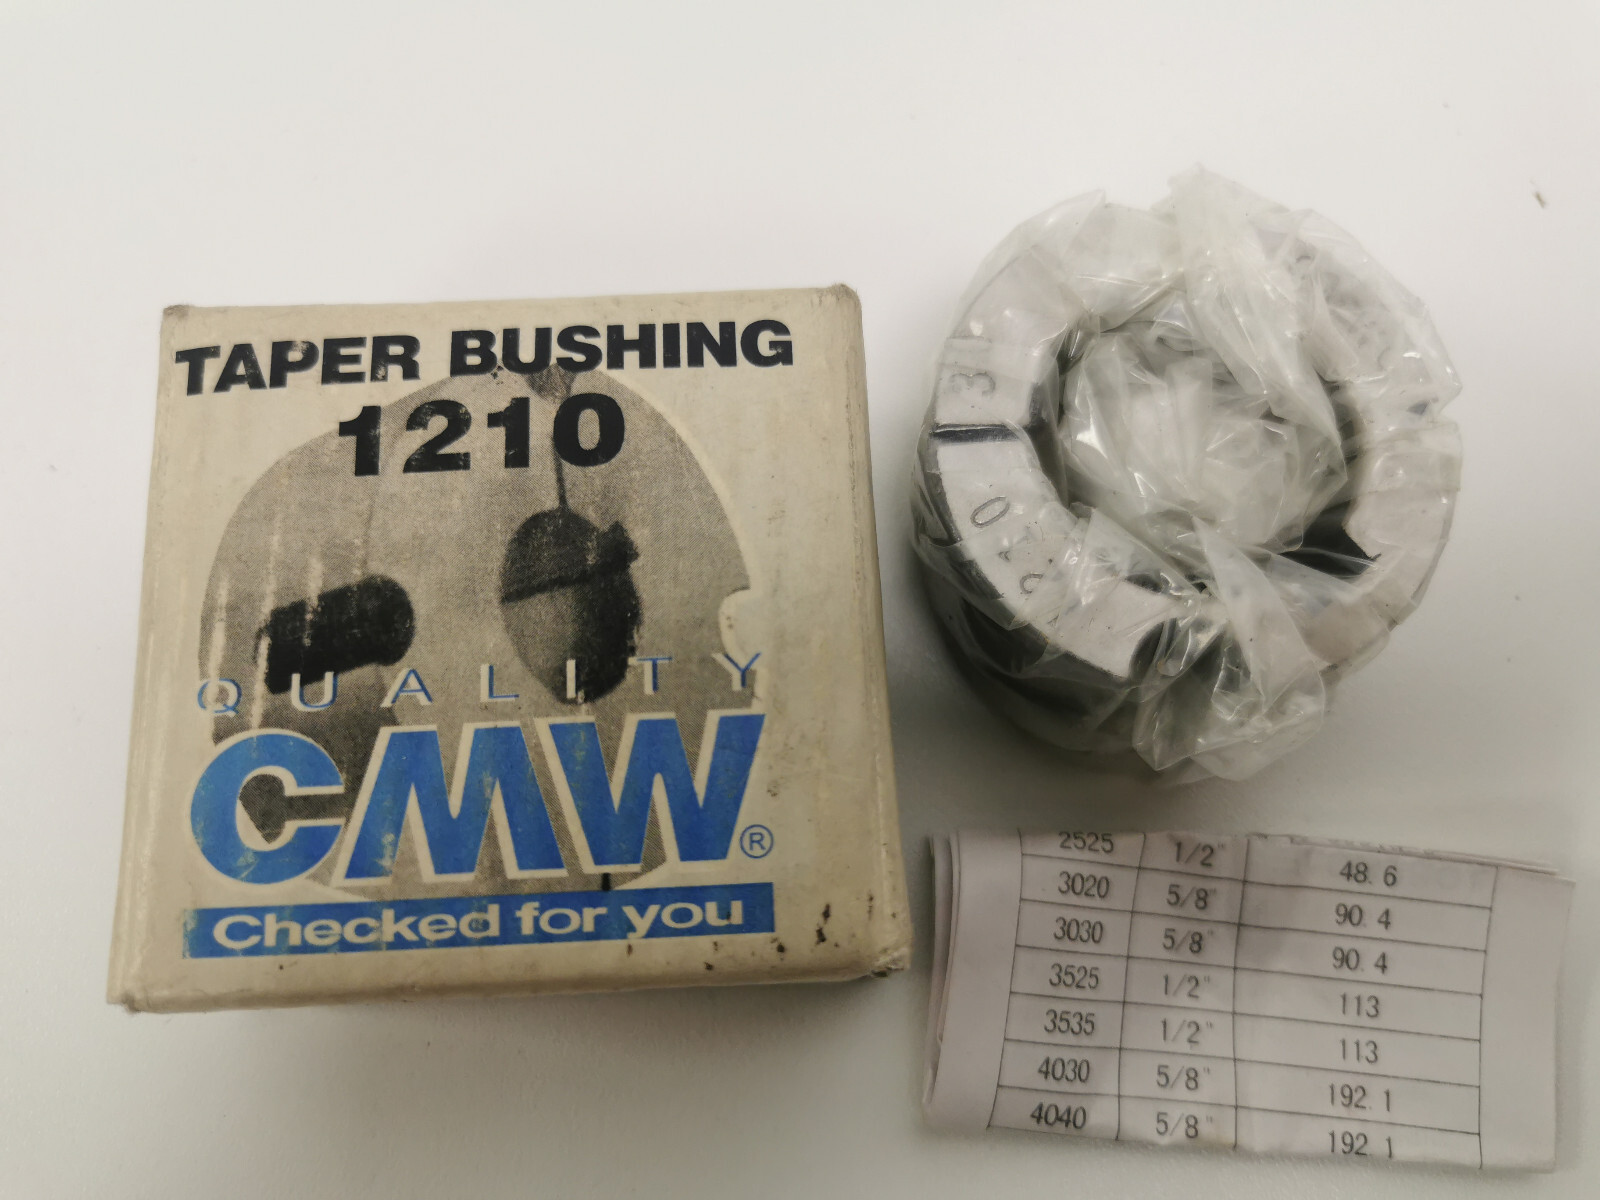 TAPER BUSHING
1210
QUALITY
CMW®
Checked for you
3
210
2525 1/2" 48.6
3020 5/8" 90.4
3030 5/8" 90.4
3525 1/2" 113
3535 1/2" 113
4030 5/8" 192.1
4040 5/8" 192.1